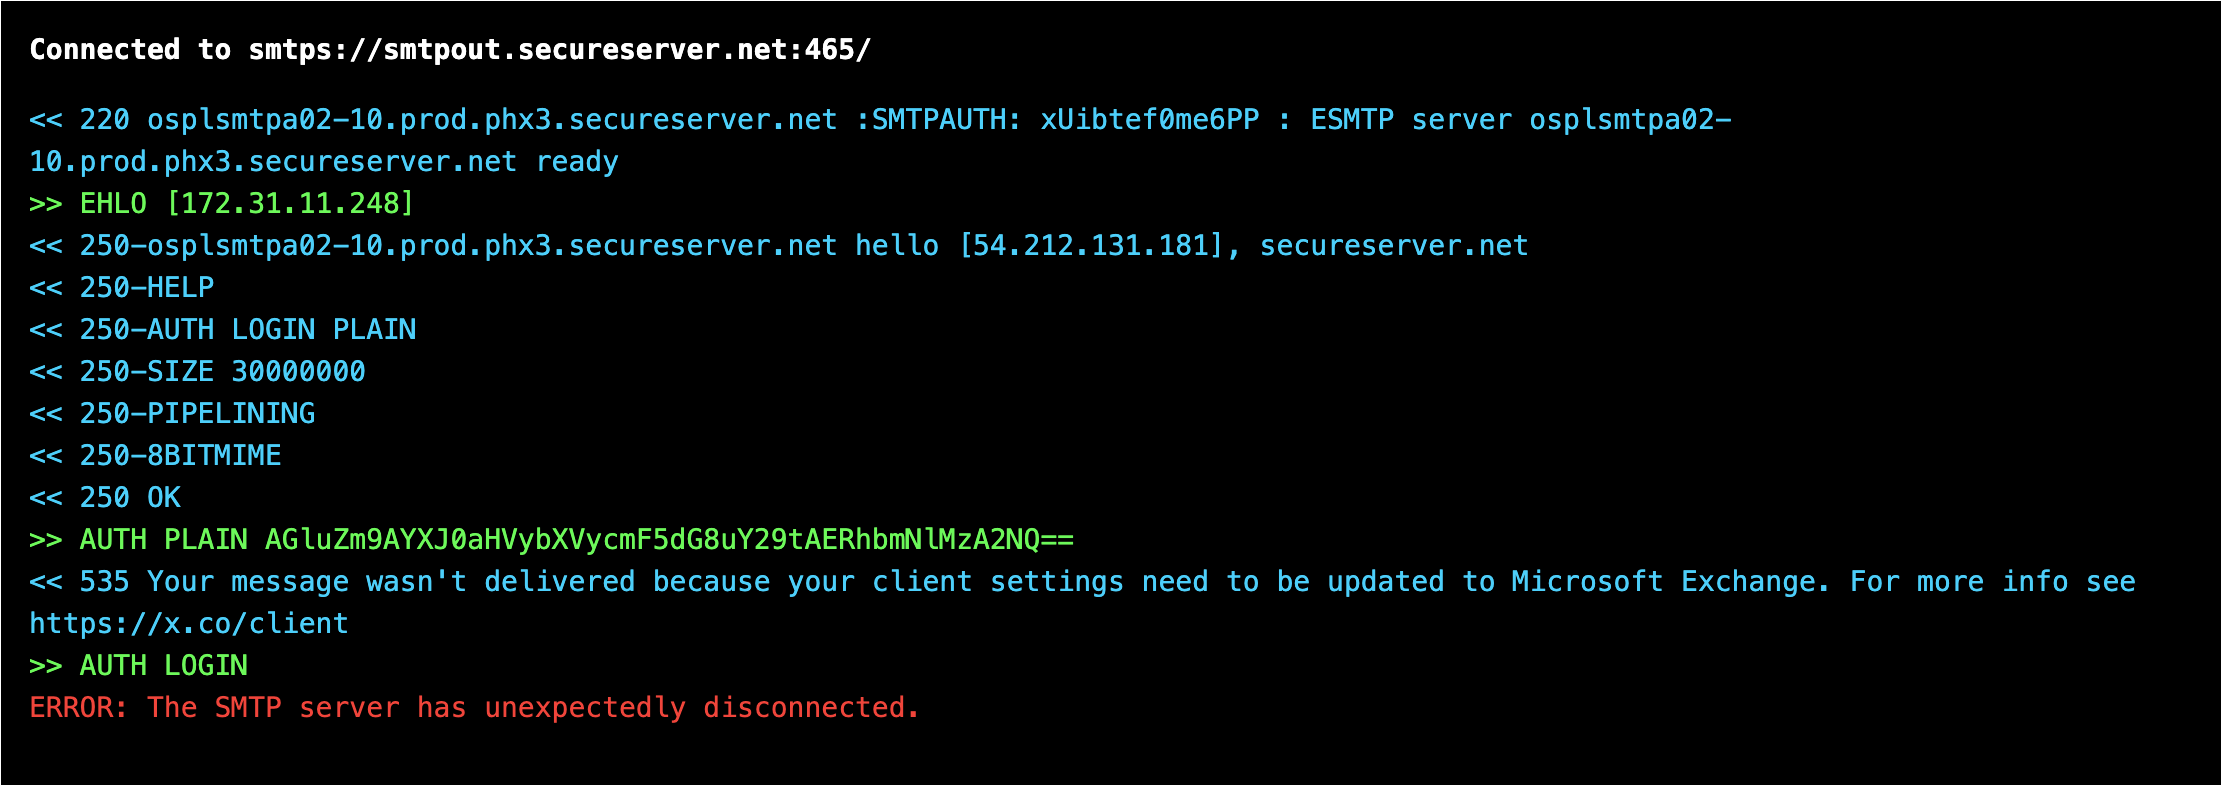 Connected to smtps://smtpout.secureserver.net:465/
<< 220 osplsmtpa02-10.prod.phx3.secureserver.net :SMTPAUTH: xUibtef0me6PP : ESMTP server osplsmtpa02-
10.prod.phx3.secureserver.net ready
>> EHLO [172.31.11.248]
<< 250-osplsmtpa02-10.prod.phx3.secureserver.net hello [54.212.131.181], secureserver.net
<< 250-HELP
<< 250-AUTH LOGIN PLAIN
<< 250-SIZE 30000000
<< 250-PIPELINING
<< 250-8BITMIME
<< 250 OK
>> AUTH PLAIN AGluZm9AYXJ0aHVybXVycmF5dG8uY29tAERhbmNlMzA2NQ==
<< 535 Your message wasn't delivered because your client settings need to be updated to Microsoft Exchange. For more info see
https://x.co/client
>> AUTH LOGIN
ERROR: The SMTP server has unexpectedly disconnected.